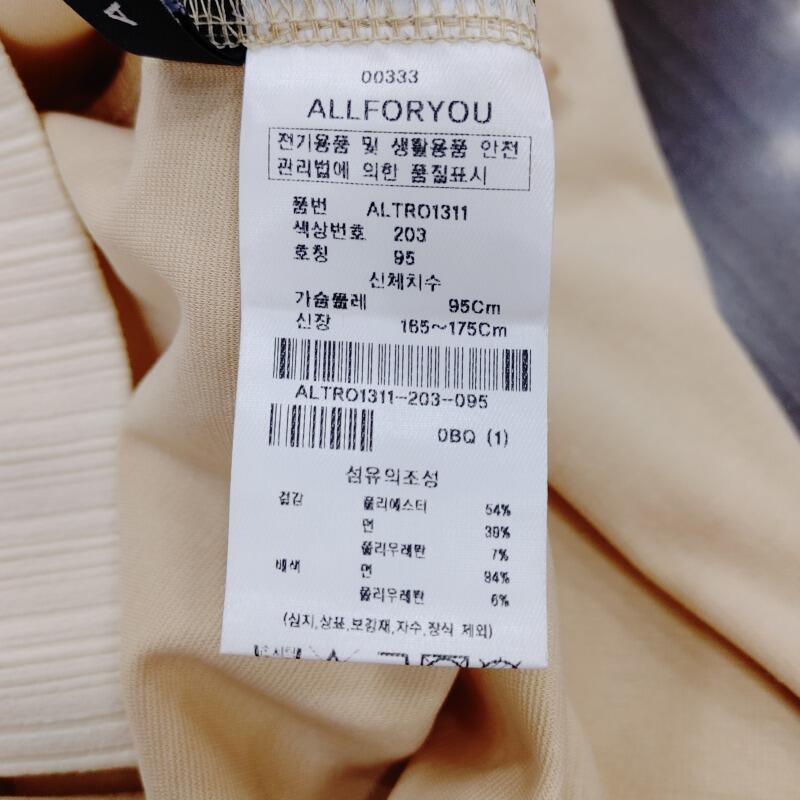 A
00333
ALLFORYOU
전기용품 및 생활용품 안전
관리법에 의한 품질표시
품번 ALTRO1311
색상번호 203
호칭 95
신체치수
가슴둘레 95Cm
신장 165~175Cm
ALTRO1311-203-095
0BQ (1)
섬유의조성
겉감 폴리에스터 54%
면 39%
폴리우레탄 7%
배색 면 94%
폴리우레탄 6%
(심지,상표,보강재,자수,장식 제외)